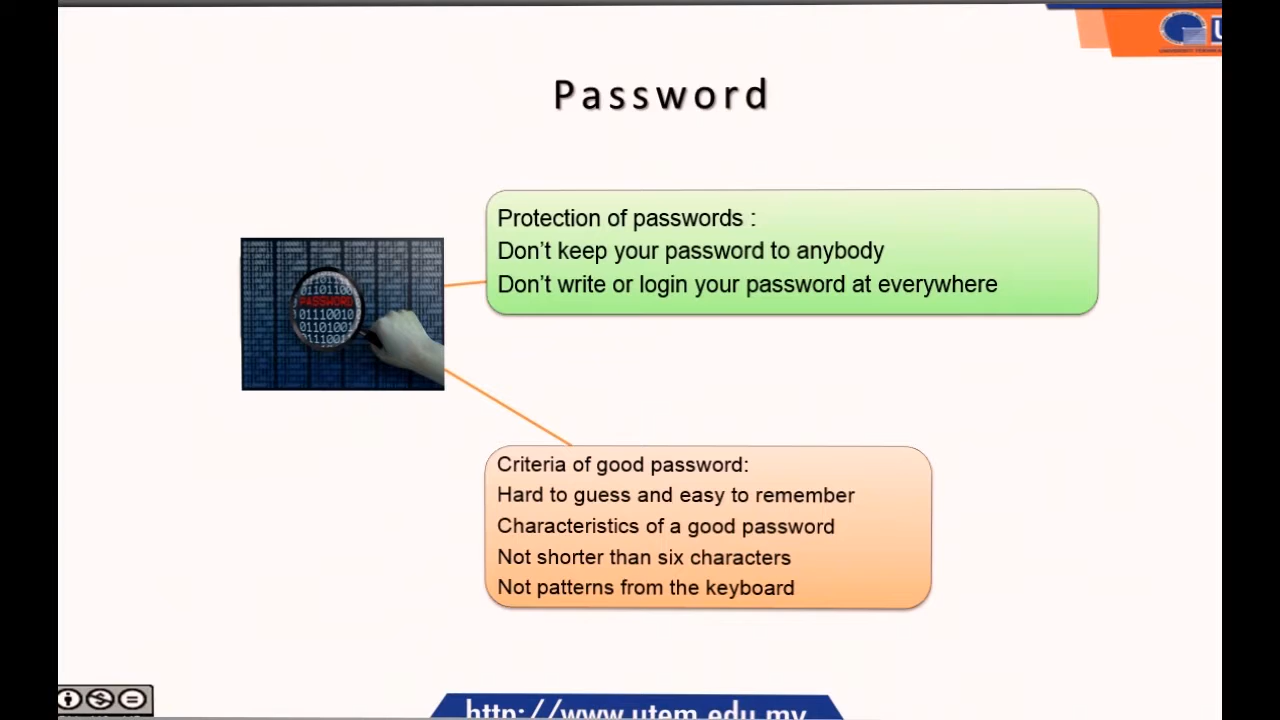 Password
Protection of passwords :
Don't keep your password to anybody
Don't write or login your password at everywhere
PASSWORD
Criteria of good password:
Hard to guess and easy to remember
Characteristics of a good password
Not shorter than six characters
Not patterns from the keyboard
http://www.utem.edu.my